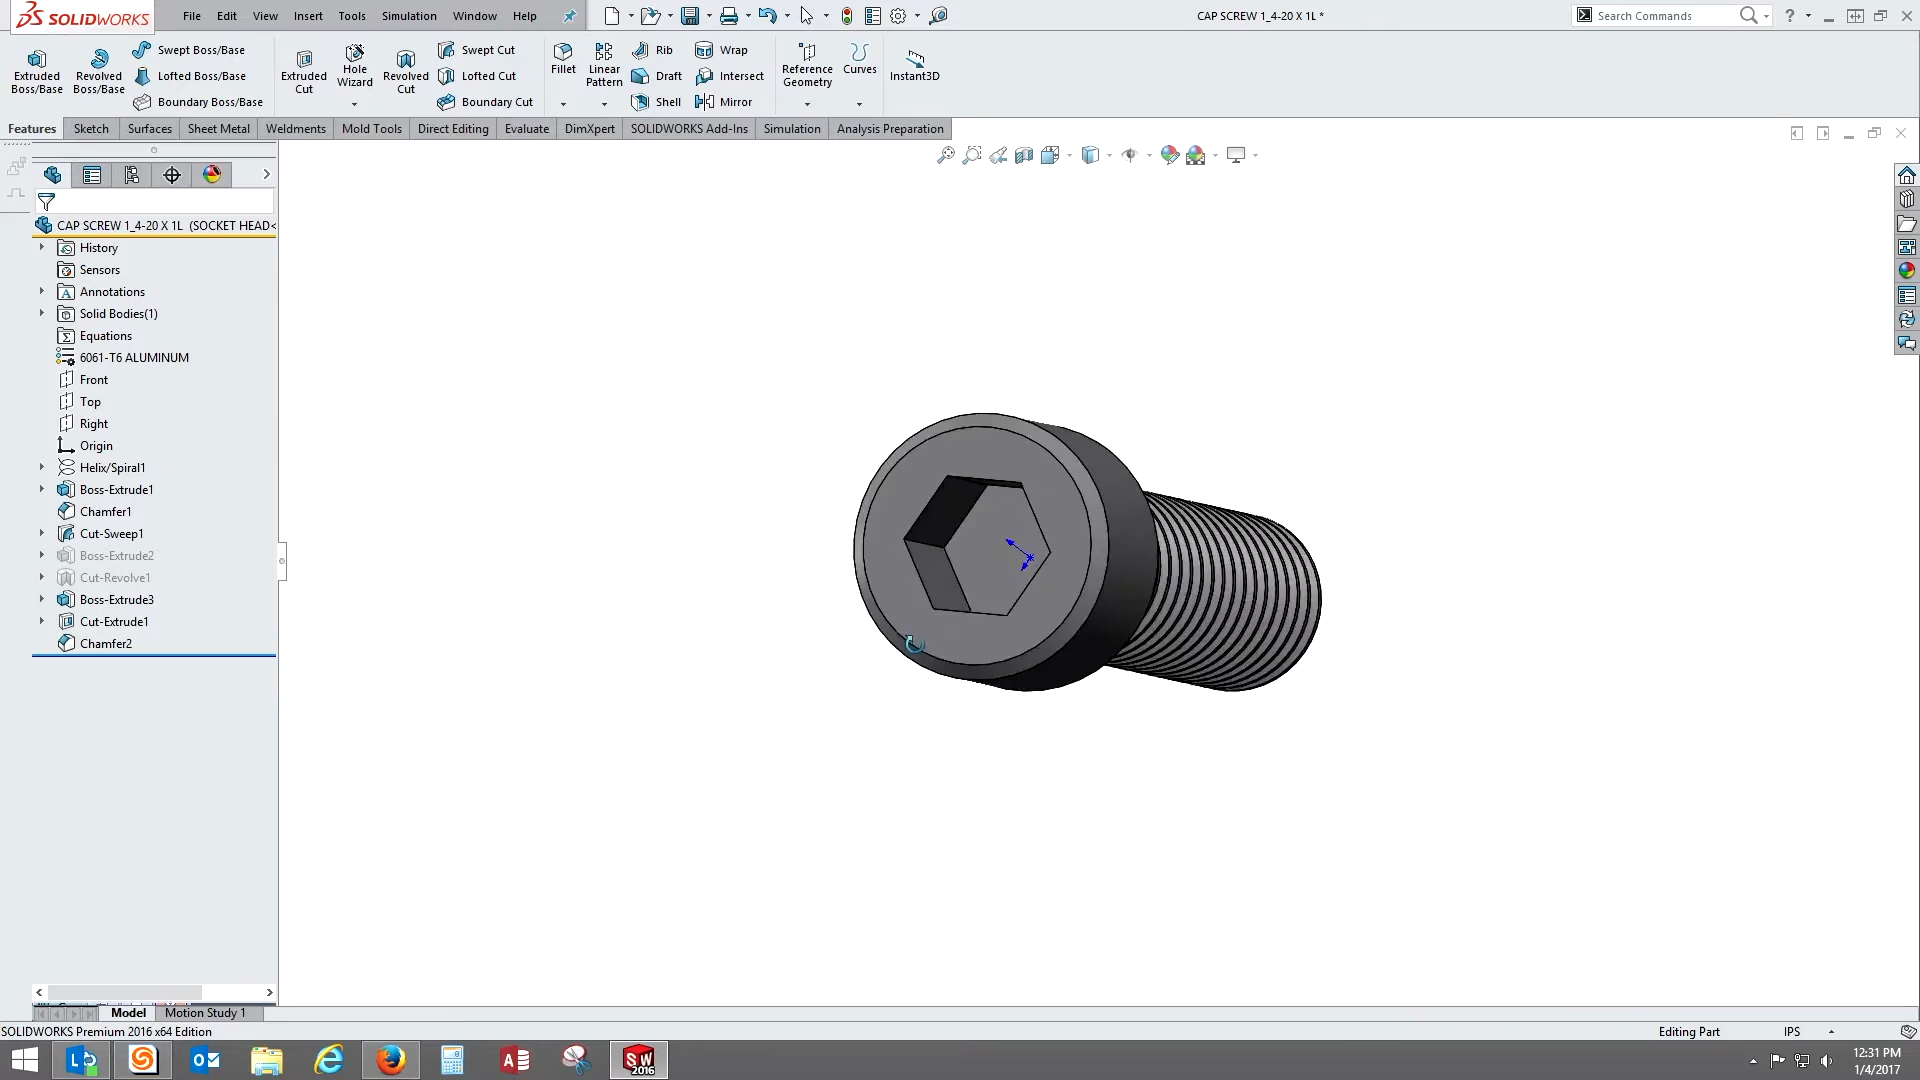 SOLIDWORKS
File Edit View Insert Tools Simulation Window Help
CAP SCREW 1_4-20 X 1L *
Search Commands
Extruded Boss/Base
Revolved Boss/Base
Swept Boss/Base
Lofted Boss/Base
Boundary Boss/Base
Extruded Cut
Hole Wizard
Revolved Cut
Swept Cut
Lofted Cut
Boundary Cut
Fillet
Linear Pattern
Rib
Draft
Shell
Wrap
Intersect
Mirror
Reference Geometry
Curves
Instant3D
Features Sketch Surfaces Sheet Metal Weldments Mold Tools Direct Editing Evaluate DimXpert SOLIDWORKS Add-Ins Simulation Analysis Preparation
CAP SCREW 1_4-20 X 1L (SOCKET HEAD<
History
Sensors
Annotations
Solid Bodies(1)
Equations
6061-T6 ALUMINUM
Front
Top
Right
Origin
Helix/Spiral1
Boss-Extrude1
Chamfer1
Cut-Sweep1
Boss-Extrude2
Cut-Revolve1
Boss-Extrude3
Cut-Extrude1
Chamfer2
Model Motion Study 1
SOLIDWORKS Premium 2016 x64 Edition
Editing Part
IPS
SW 2016
12:31 PM
1/4/2017